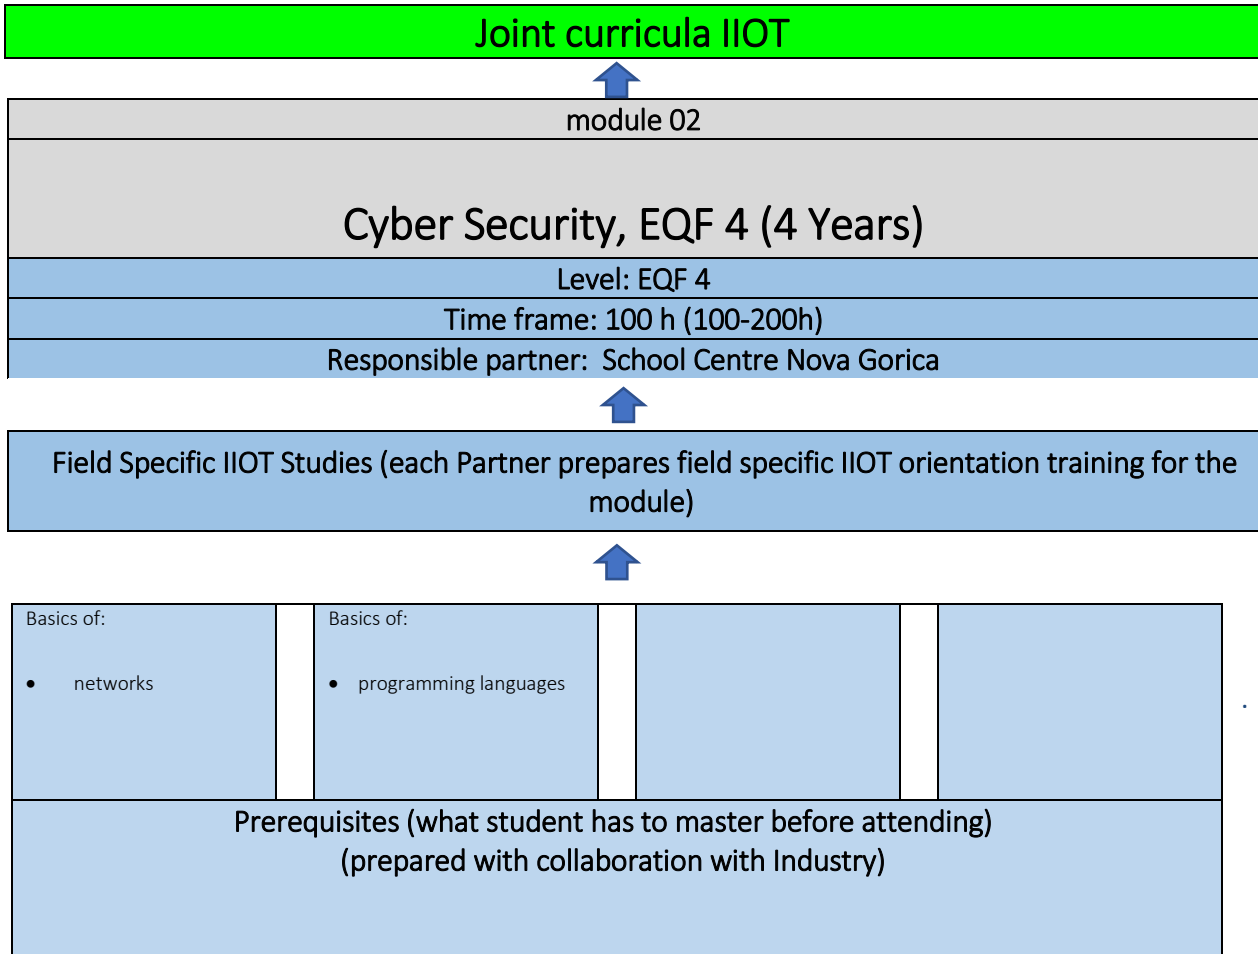 Joint curricula IIOT
module 02
Cyber Security, EQF 4 (4 Years)
Level: EQF 4
Time frame: 100 h (100-200h)
Responsible partner:  School Centre Nova Gorica
Field Specific IIOT Studies (each Partner prepares field specific IIOT orientation training for the
module)
Basics of:
• networks
Basics of:
• programming languages
Prerequisites (what student has to master before attending)
(prepared with collaboration with Industry)
.